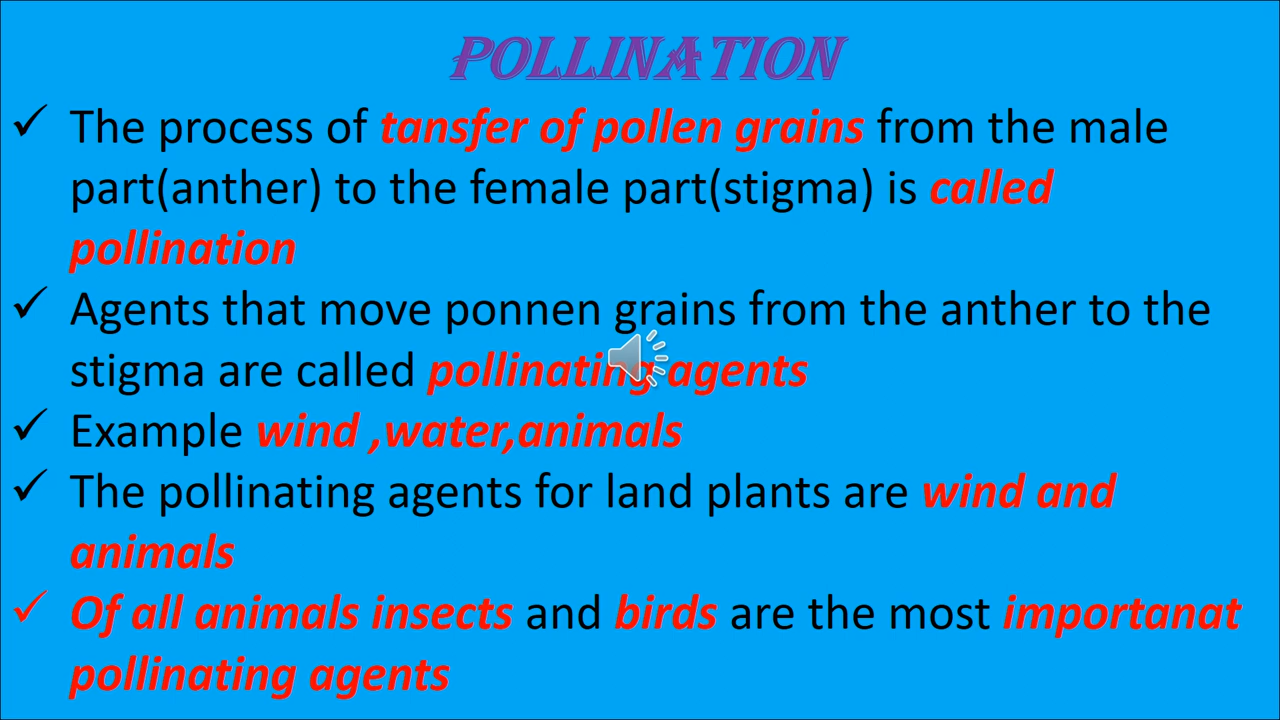 POLLINATION
✓ The process of tansfer of pollen grains from the male
part(anther) to the female part(stigma) is called
pollination
✓ Agents that move ponnen grains from the anther to the
stigma are called pollinating agents
✓ Example wind ,water,animals
✓ The pollinating agents for land plants are wind and
animals
✓ Of all animals insects and birds are the most importanat
pollinating agents